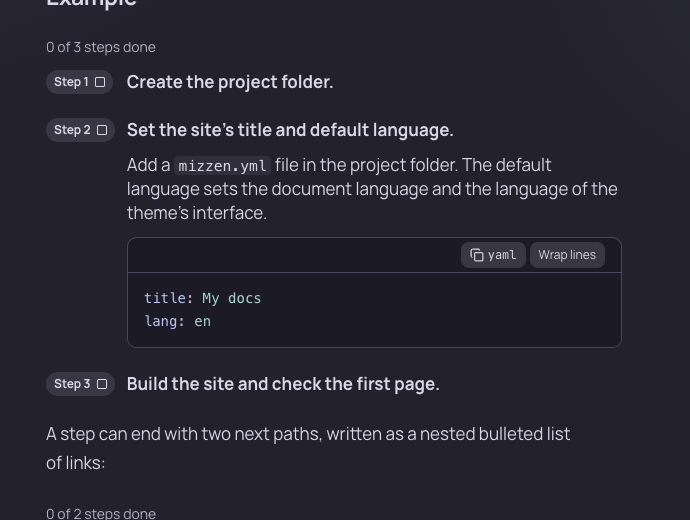 Example
0 of 3 steps done
Step 1 Create the project folder.
Step 2 Set the site's title and default language.
Add a mizzen.yml file in the project folder. The default
language sets the document language and the language of the
theme's interface.
yaml Wrap lines
title: My docs
lang: en
Step 3 Build the site and check the first page.
A step can end with two next paths, written as a nested bulleted list
of links:
0 of 2 steps done